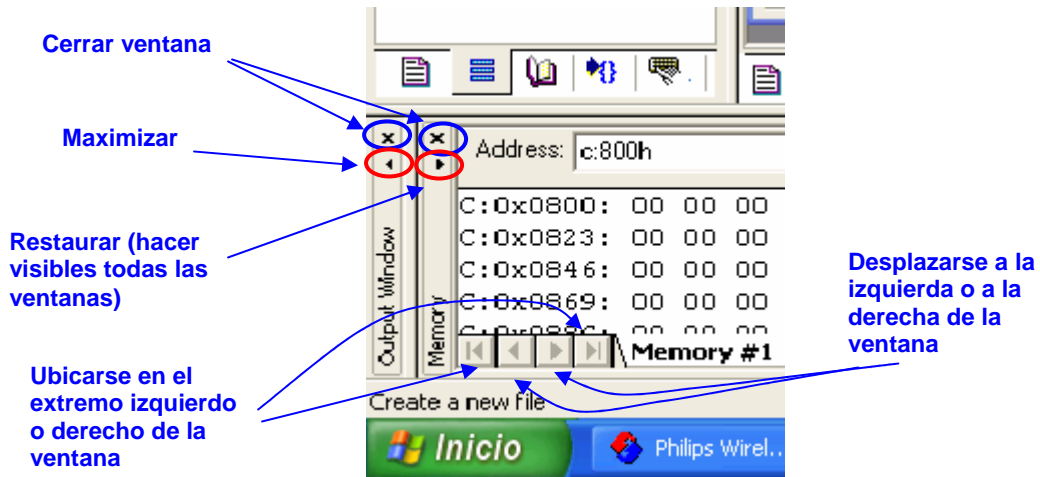 Cerrar ventana
Maximizar
Restaurar (hacer
visibles todas las
ventanas)
Ubicarse en el
extremo izquierdo
o derecho de la
ventana
Output Window
Memory
Address: c:800h
C:0x0800: 00 00 00
C:0x0823: 00 00 00
C:0x0846: 00 00 00
C:0x0869: 00 00 00
Memory #1
Create a new file
Inicio
Philips Wirel..
Desplazarse a la
izquierda o a la
derecha de la
ventana